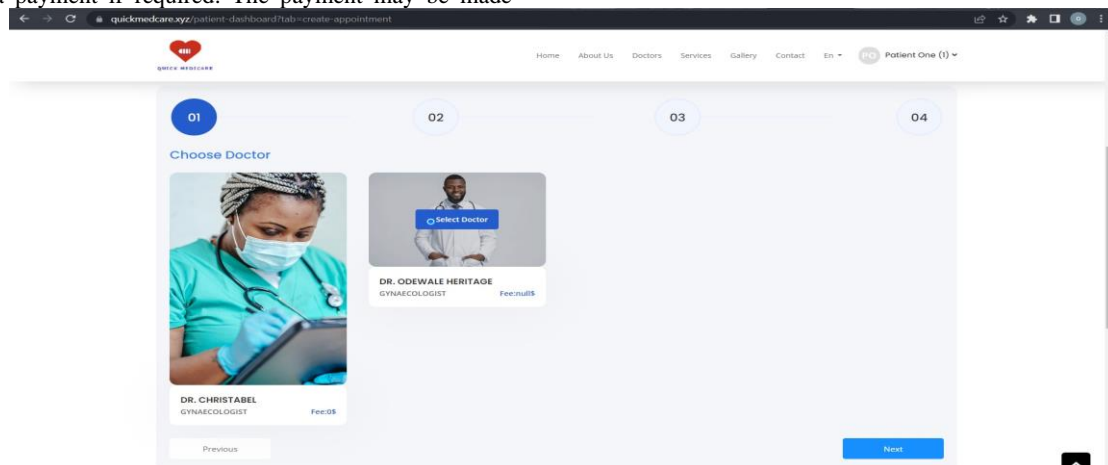 a payment if required. The payment may be made
quickmedcare.xyz/patient-dashboard?tab=create-appointment
QUICK MEDICARE
Home About Us Doctors Services Gallery Contact En PO Patient One (1)
01 02 03 04
Choose Doctor
Select Doctor
DR. ODEWALE HERITAGE
GYNAECOLOGIST Fee:null$
DR. CHRISTABEL
GYNAECOLOGIST Fee:0$
Previous Next